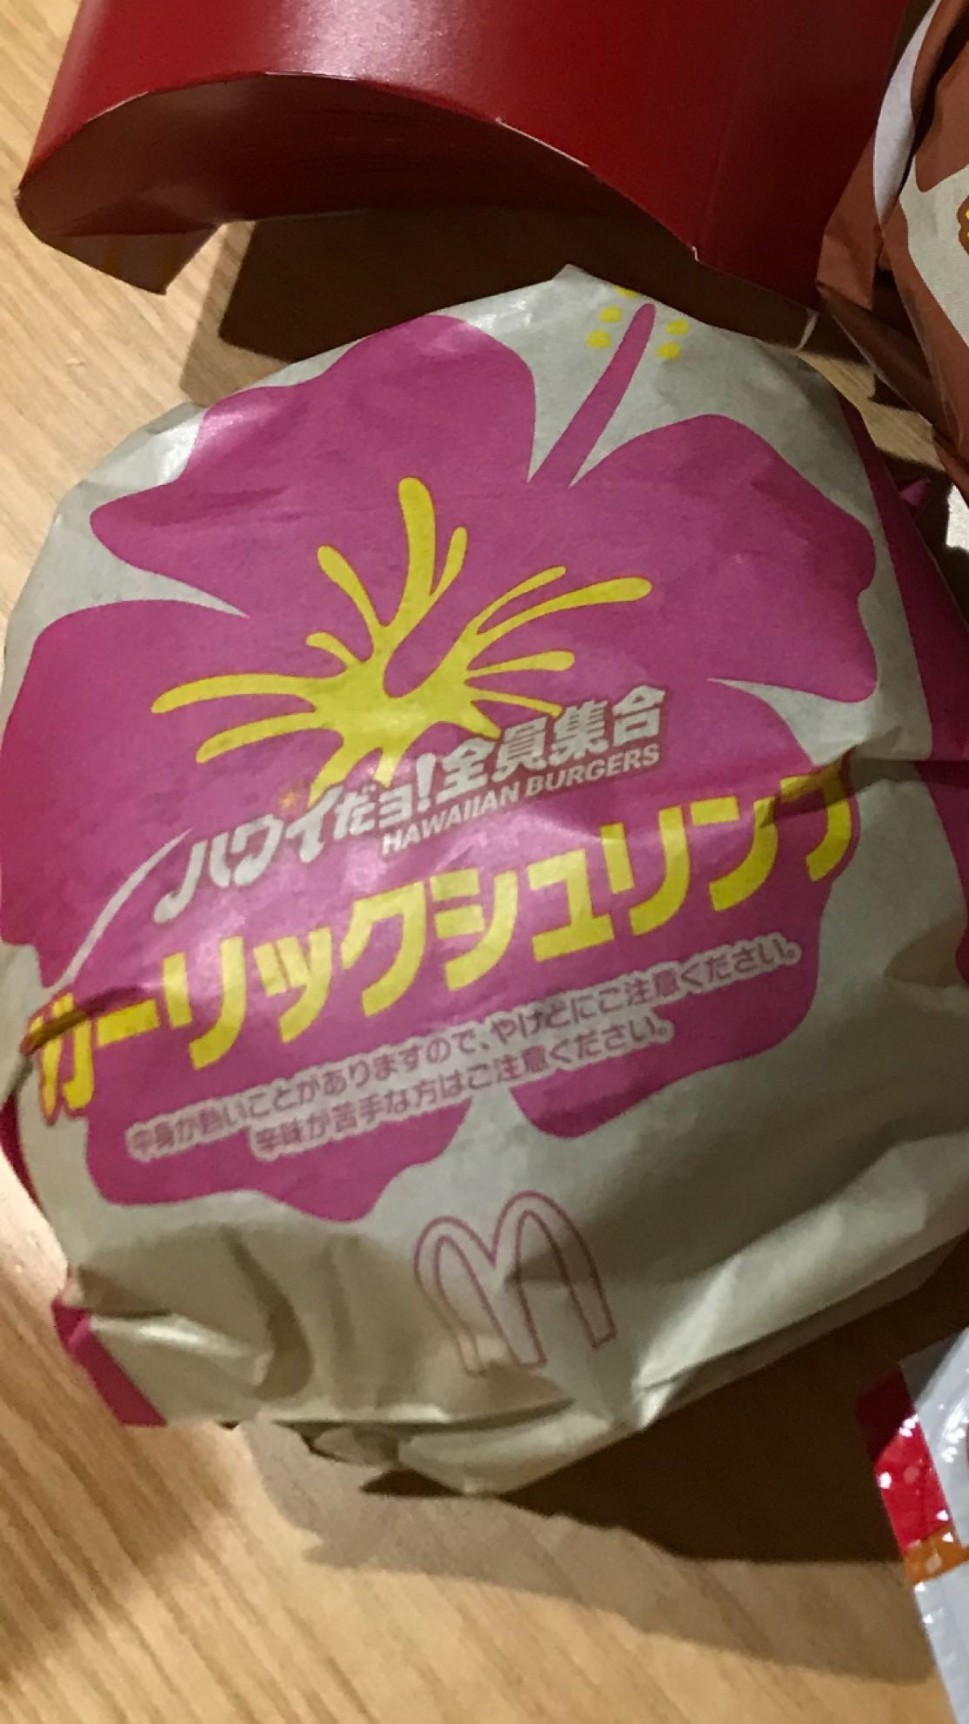 ハワイだョ!全員集合
HAWAIIAN BURGERS
ガーリックシュリンプ
中身が熱いことがありますので、やけどにご注意ください。
辛味が苦手な方はご注意ください。